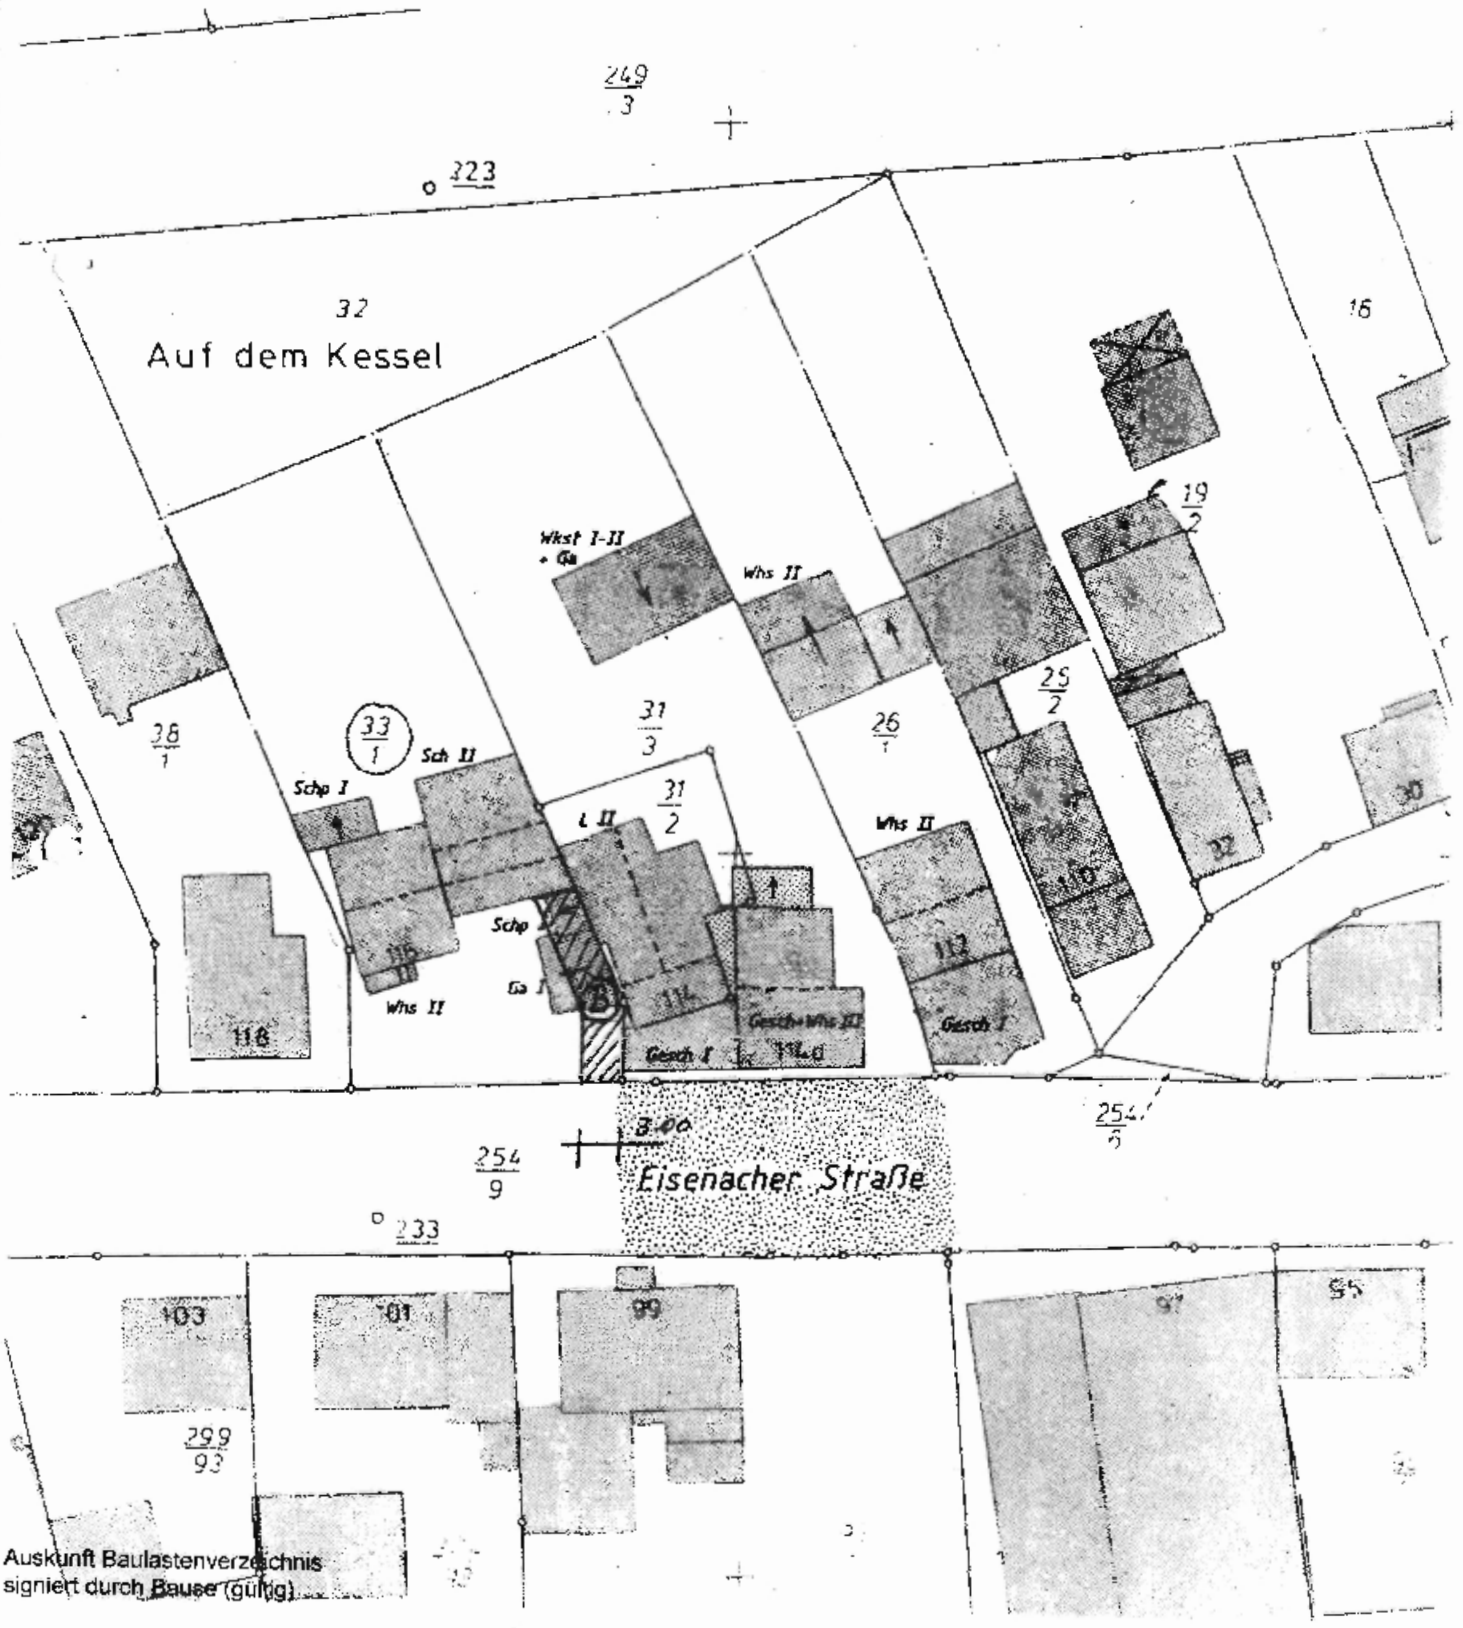 249
3
323
32
Auf dem Kessel
16
19
2
Wkst I-II
+ Ga
Whs II
38
1
33
1
Sch II
Schp I
31
3
31
2
L II
26
1
25
2
Whs II
30
32
110
112
Schp I
Ga I
B
116
Whs II
118
114
Gesch I
Gesch+Whs III
114a
Gesch I
3.00
254
9
Eisenacher Straße
254
6
233
103
101
99
97
95
299
93
Auskunft Baulastenverzeichnis
signiert durch Bause (gültig)